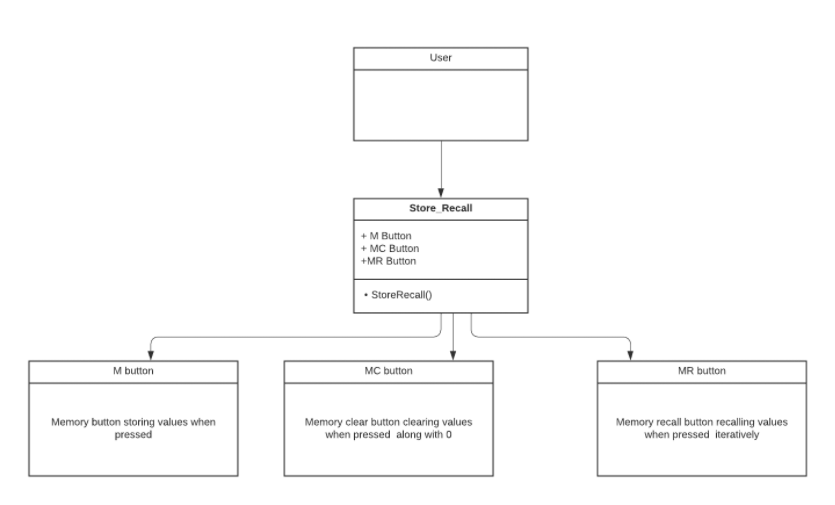 User
Store_Recall
+ M Button
+ MC Button
+MR Button
• StoreRecall()
M button
Memory button storing values when
pressed
MC button
Memory clear button clearing values
when pressed along with 0
MR button
Memory recall button recalling values
when pressed iteratively